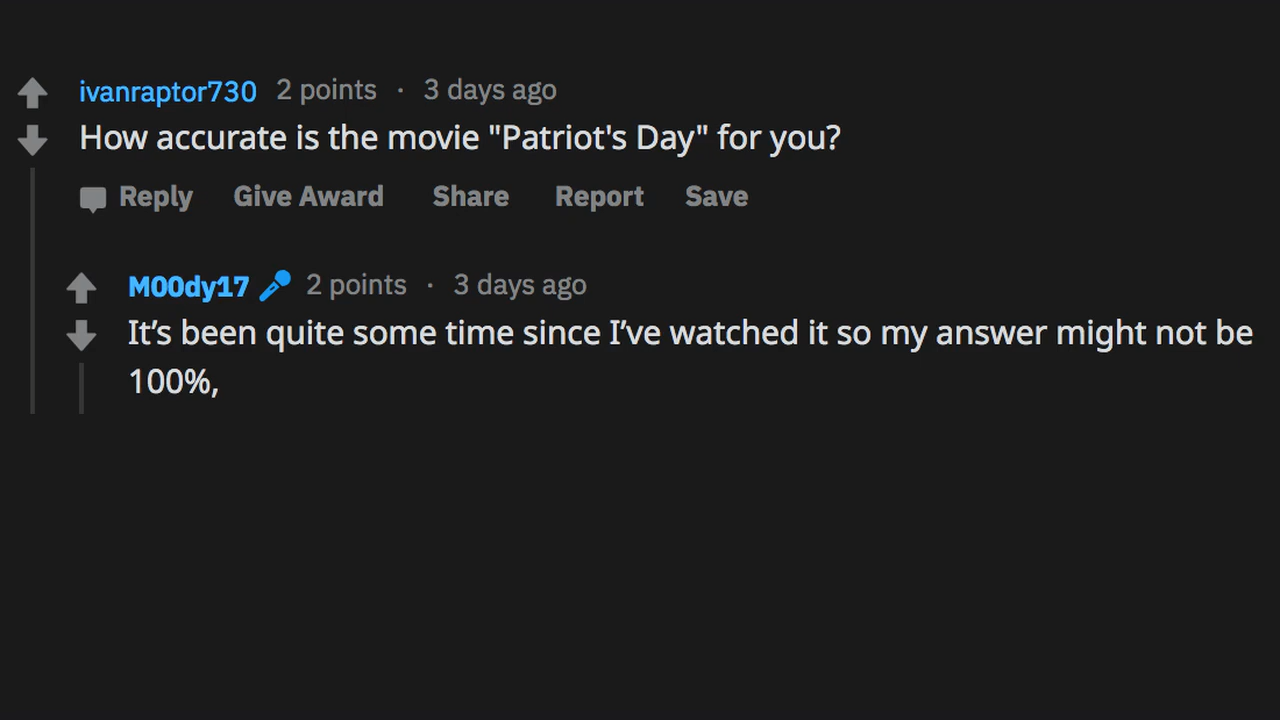 ivanraptor730 2 points · 3 days ago
How accurate is the movie "Patriot's Day" for you?
Reply Give Award Share Report Save
M00dy17 2 points · 3 days ago
It’s been quite some time since I’ve watched it so my answer might not be
100%,